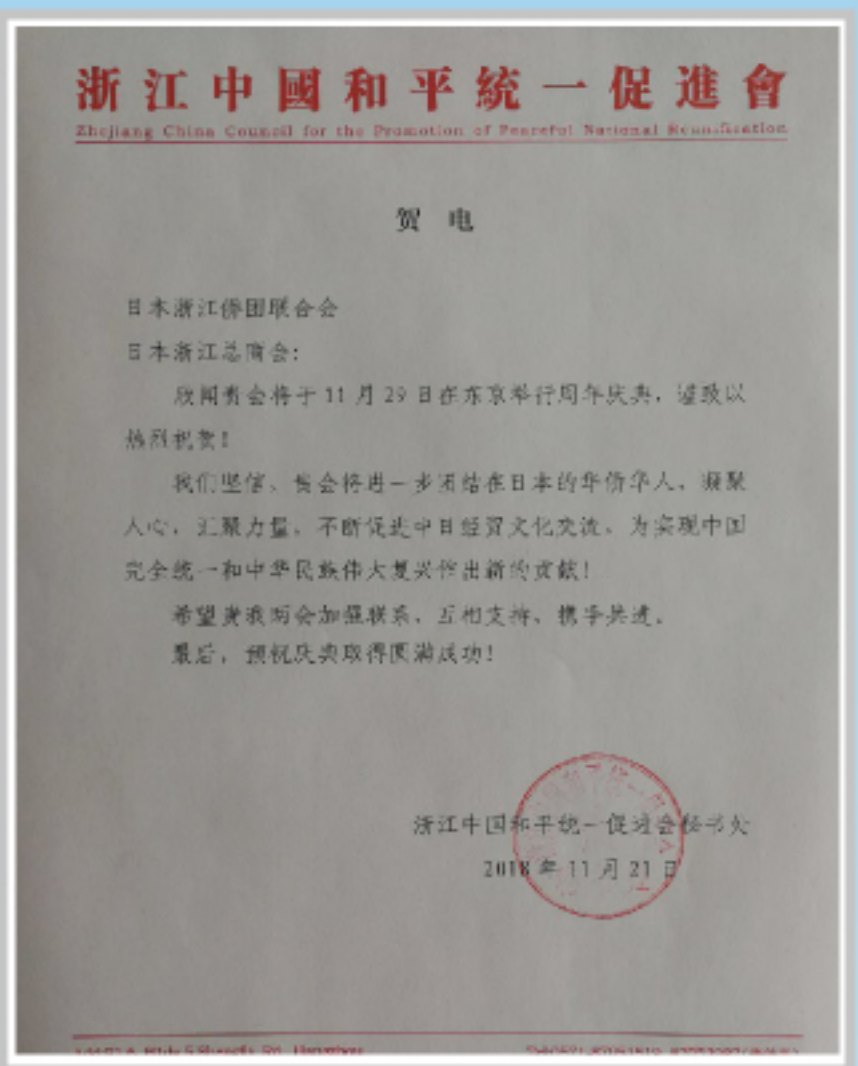 浙江中國和平統一促進會
Zhejiang China Council for the Promotion of Peaceful National Reunification
贺 电
日本浙江侨团联合会
日本浙江总商会:
欣闻贵会将于11月29日在东京举行周年庆典，谨致以
热烈祝贺！
我们坚信，贵会将进一步团结在日本的华侨华人，凝聚
人心，汇聚力量，不断促进中日经贸文化交流，为实现中国
完全统一和中华民族伟大复兴作出新的贡献！
希望贵我两会加强联系、互相支持、携手共进。
最后，预祝庆典取得圆满成功！
浙江中国和平统一促进会秘书处
2018年11月21日